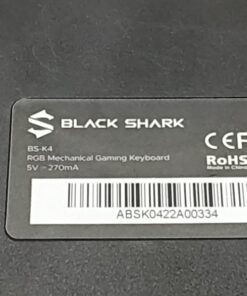 BLACK SHARK
BS-K4
RGB Mechanical Gaming Keyboard
5V ⎓ 270mA
CE F
RoHS
Made in China
ABSK0422A00334